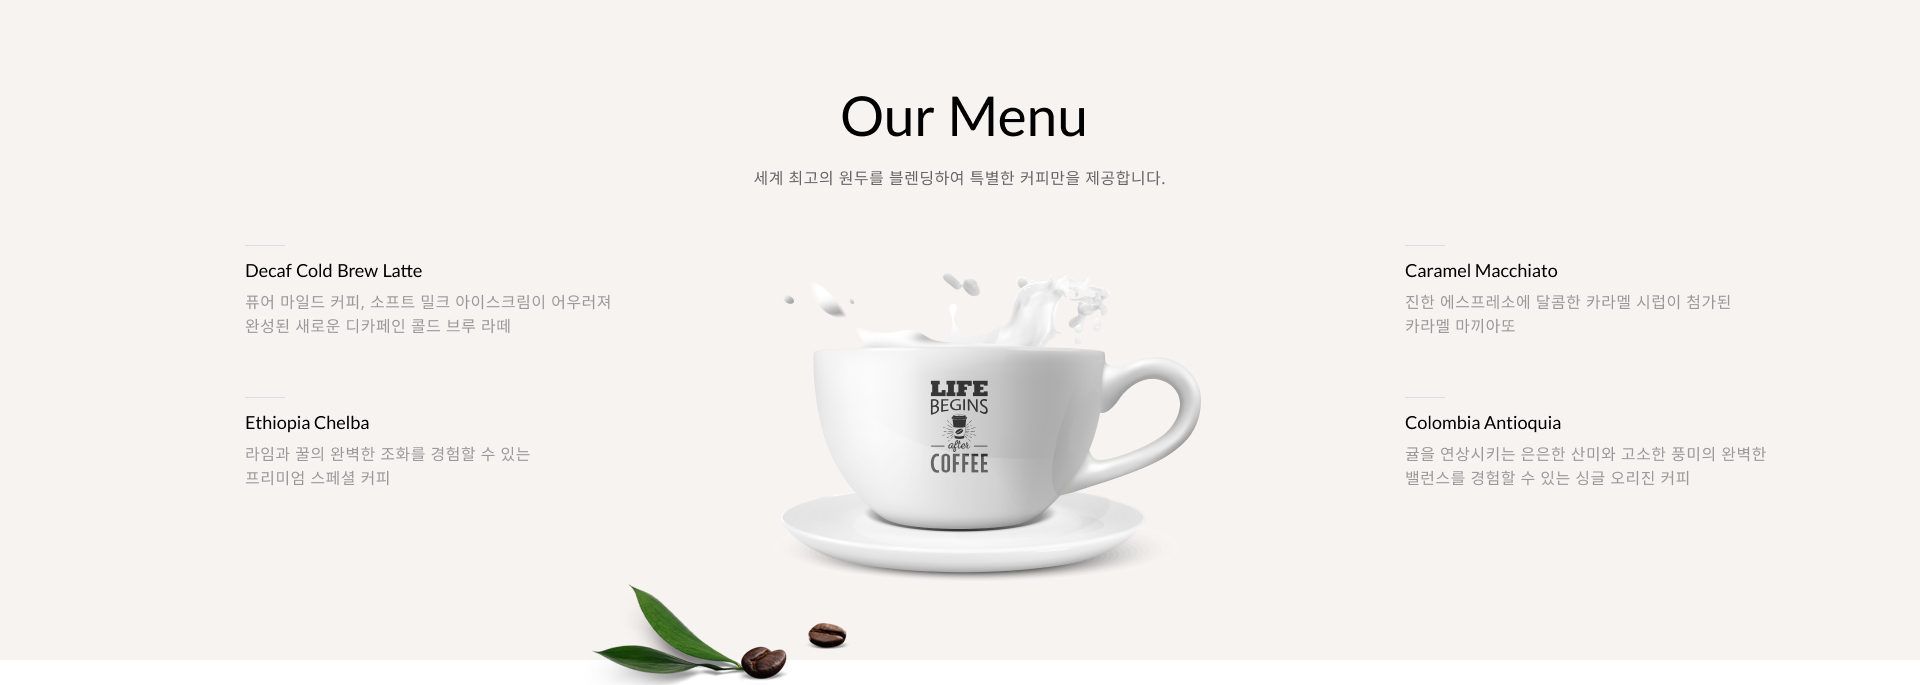 Our Menu
세계 최고의 원두를 블렌딩하여 특별한 커피만을 제공합니다.
Decaf Cold Brew Latte
퓨어 마일드 커피, 소프트 밀크 아이스크림이 어우러져
완성된 새로운 디카페인 콜드 브루 라떼
Ethiopia Chelba
라임과 꿀의 완벽한 조화를 경험할 수 있는
프리미엄 스페셜 커피
LIFE
BEGINS
after
COFFEE
Caramel Macchiato
진한 에스프레소에 달콤한 카라멜 시럽이 첨가된
카라멜 마끼아또
Colombia Antioquia
귤을 연상시키는 은은한 산미와 고소한 풍미의 완벽한
밸런스를 경험할 수 있는 싱글 오리진 커피